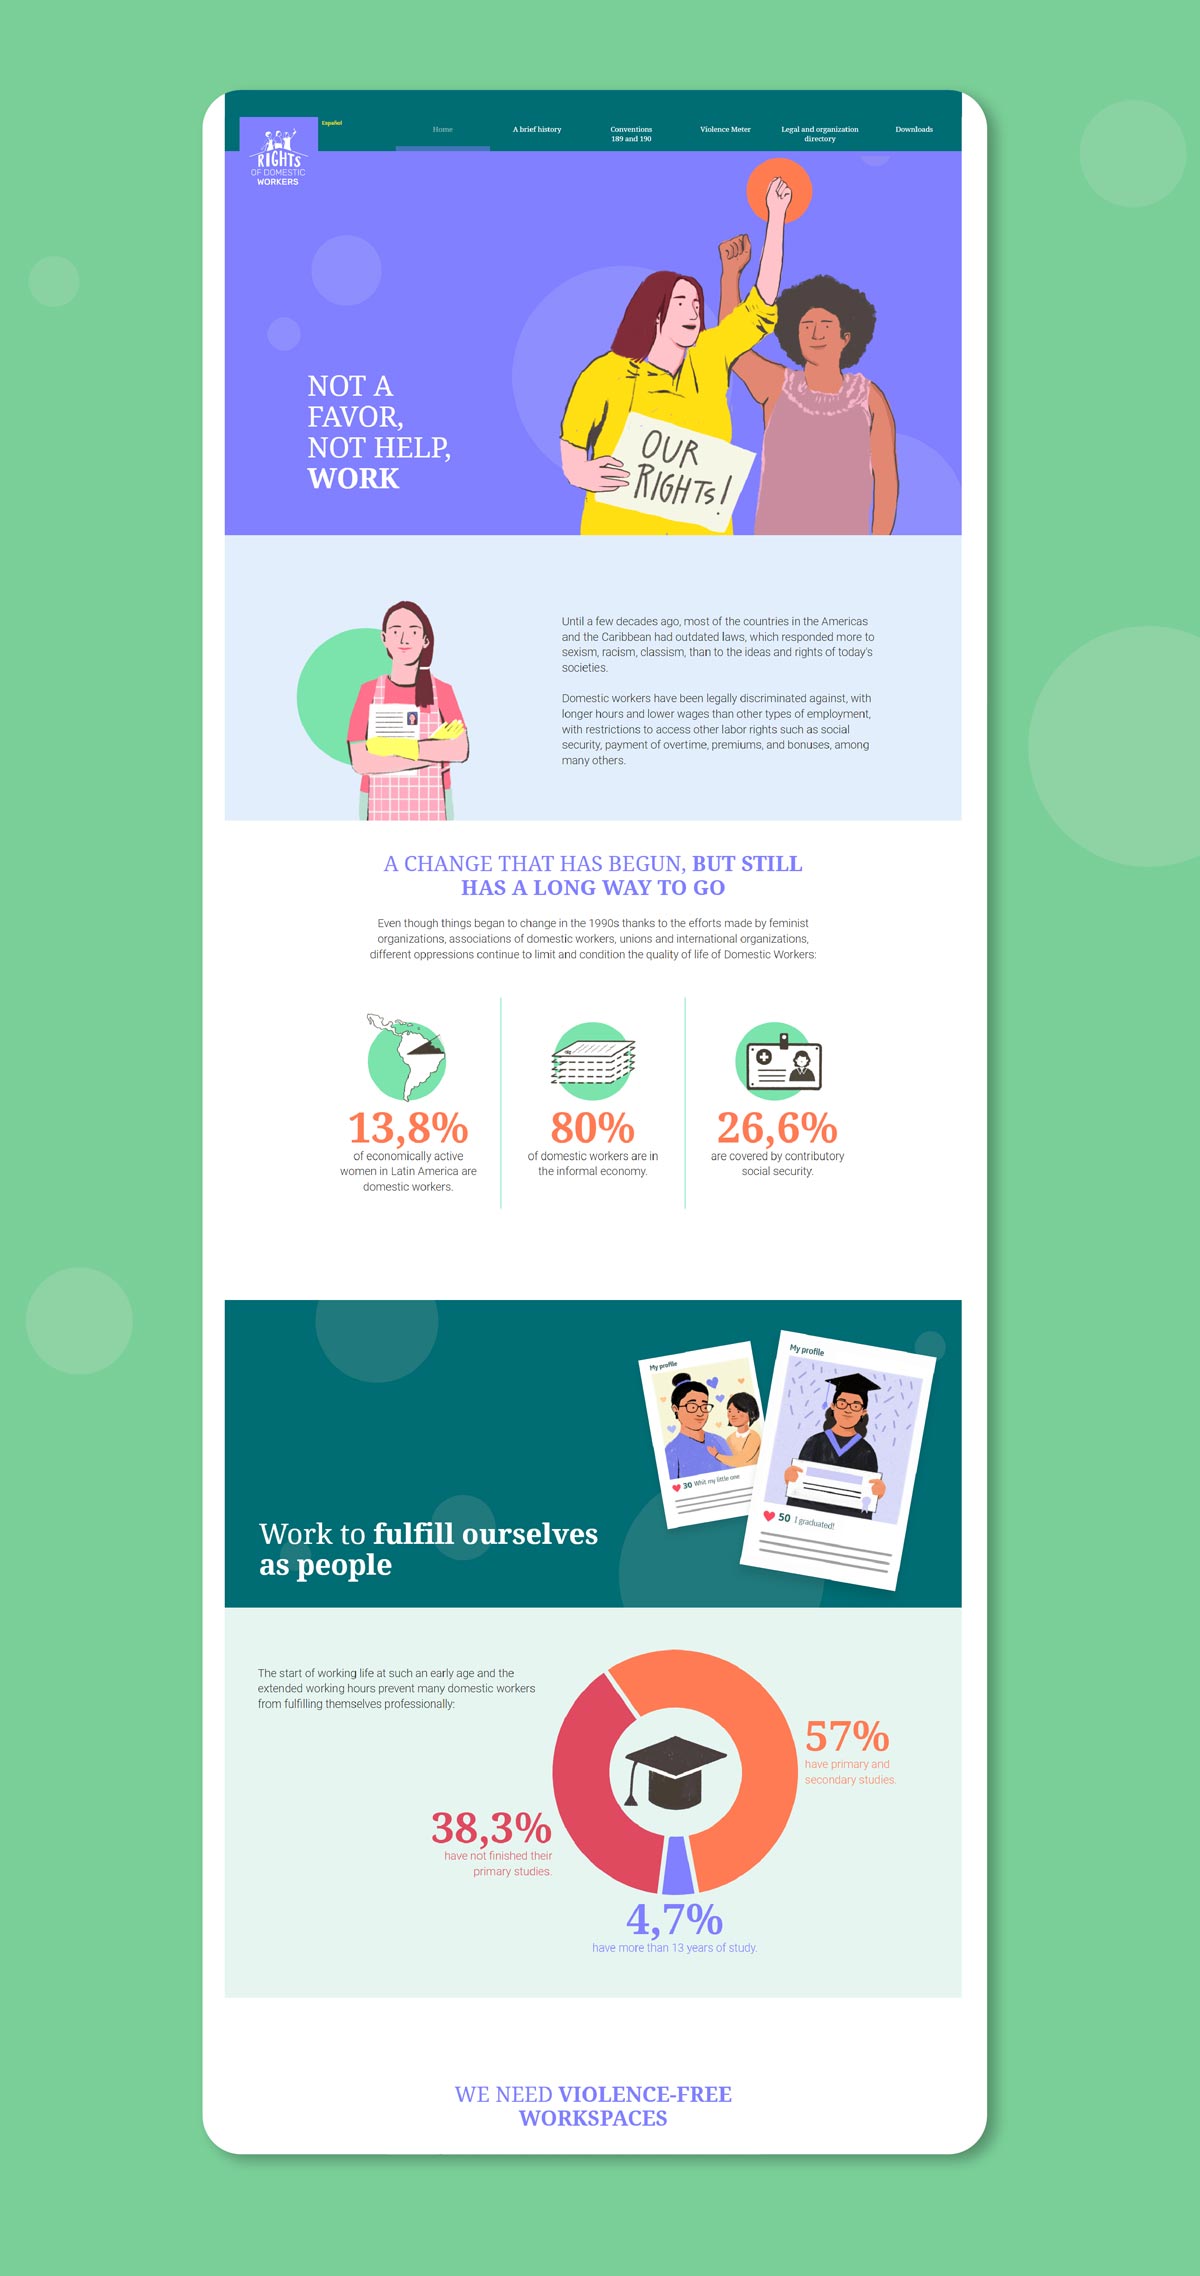 RIGHTS
OF DOMESTIC
WORKERS
Español
Home
A brief history
Conventions
189 and 190
Violence Meter
Legal and organization
directory
Downloads
NOT A
FAVOR,
NOT HELP,
WORK
OUR
RIGHTS!
Until a few decades ago, most of the countries in the Americas
and the Caribbean had outdated laws, which responded more to
sexism, racism, classism, than to the ideas and rights of today's
societies.
Domestic workers have been legally discriminated against, with
longer hours and lower wages than other types of employment,
with restrictions to access other labor rights such as social
security, payment of overtime, premiums, and bonuses, among
many others.
A CHANGE THAT HAS BEGUN, BUT STILL
HAS A LONG WAY TO GO
Even though things began to change in the 1990s thanks to the efforts made by feminist
organizations, associations of domestic workers, unions and international organizations,
different oppressions continue to limit and condition the quality of life of Domestic Workers:
13,8%
of economically active
women in Latin America are
domestic workers.
80%
of domestic workers are in
the informal economy.
26,6%
are covered by contributory
social security.
My profile
30 Whit my little one
My profile
50 I graduated!
Work to fulfill ourselves
as people
The start of working life at such an early age and the
extended working hours prevent many domestic workers
from fulfilling themselves professionally:
57%
have primary and
secondary studies.
38,3%
have not finished their
primary studies.
4,7%
have more than 13 years of study.
WE NEED VIOLENCE-FREE
WORKSPACES